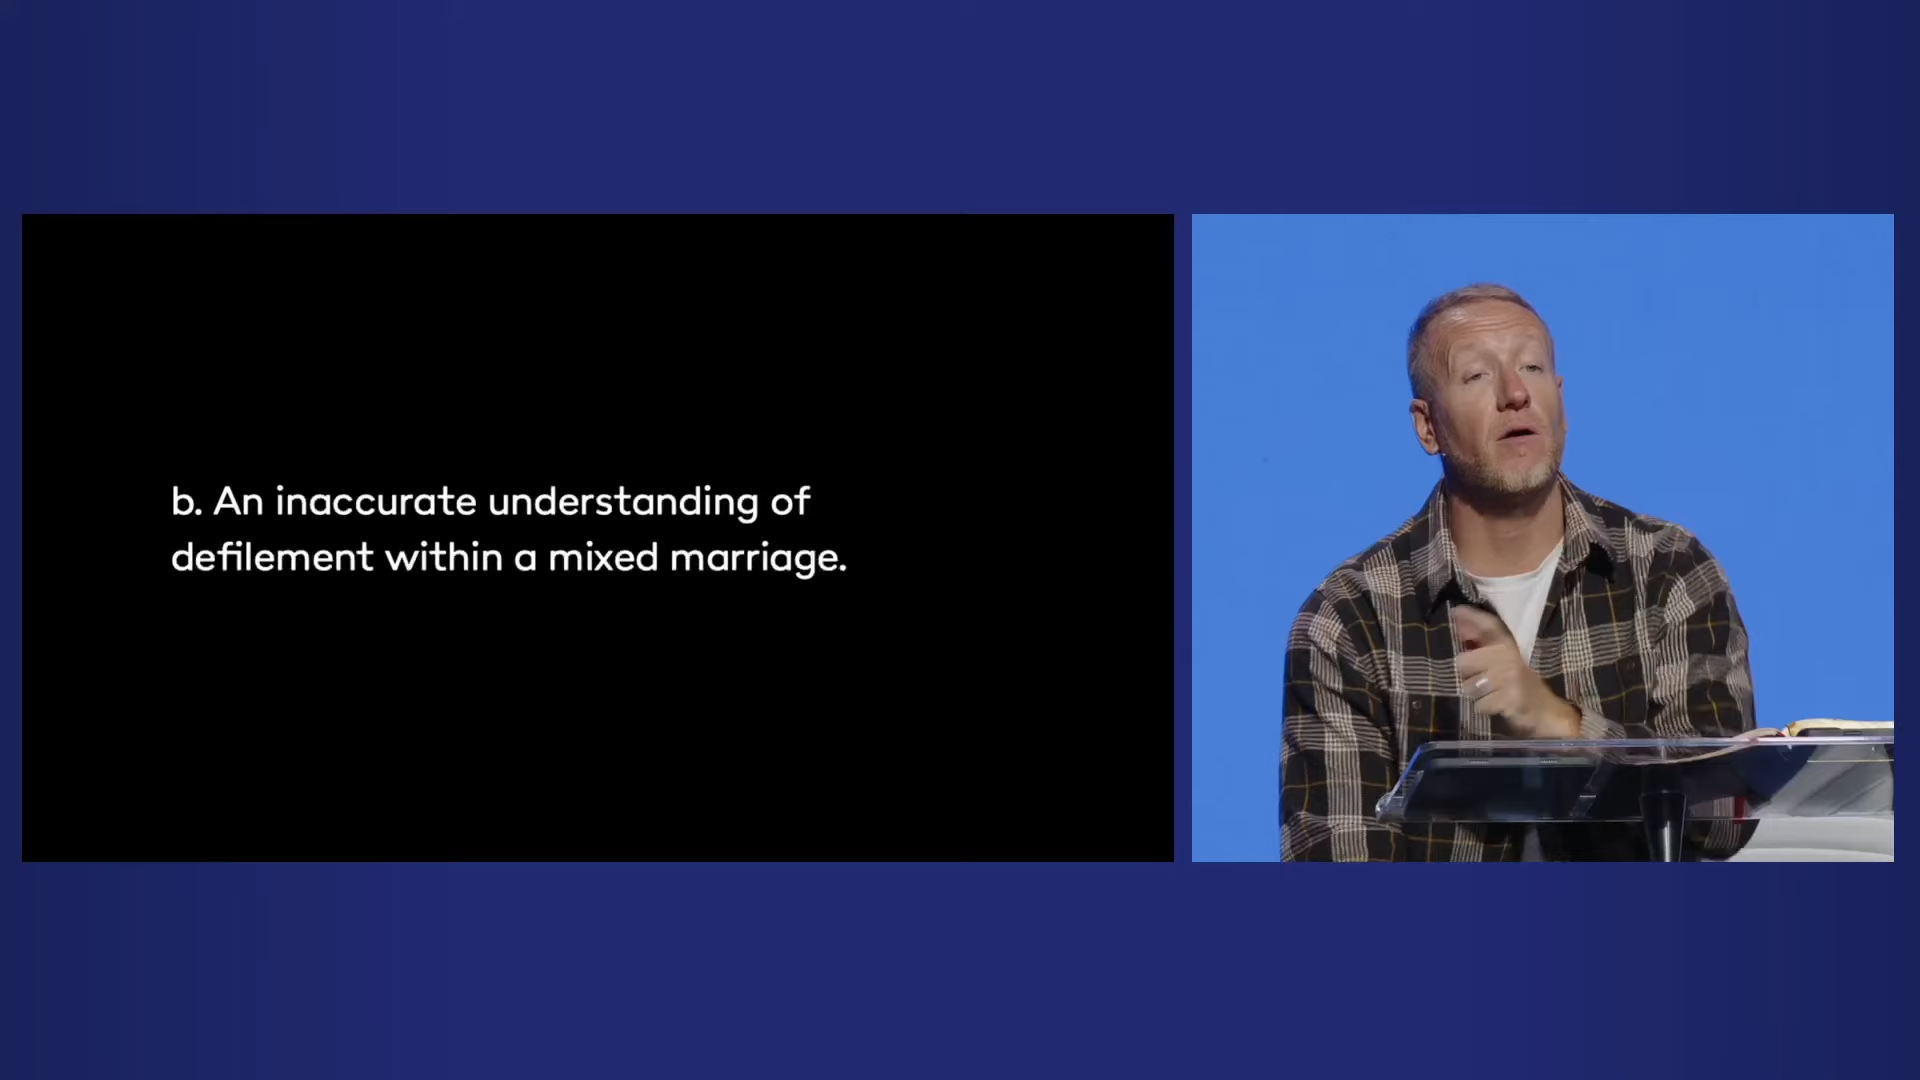 b. An inaccurate understanding of
defilement within a mixed marriage.